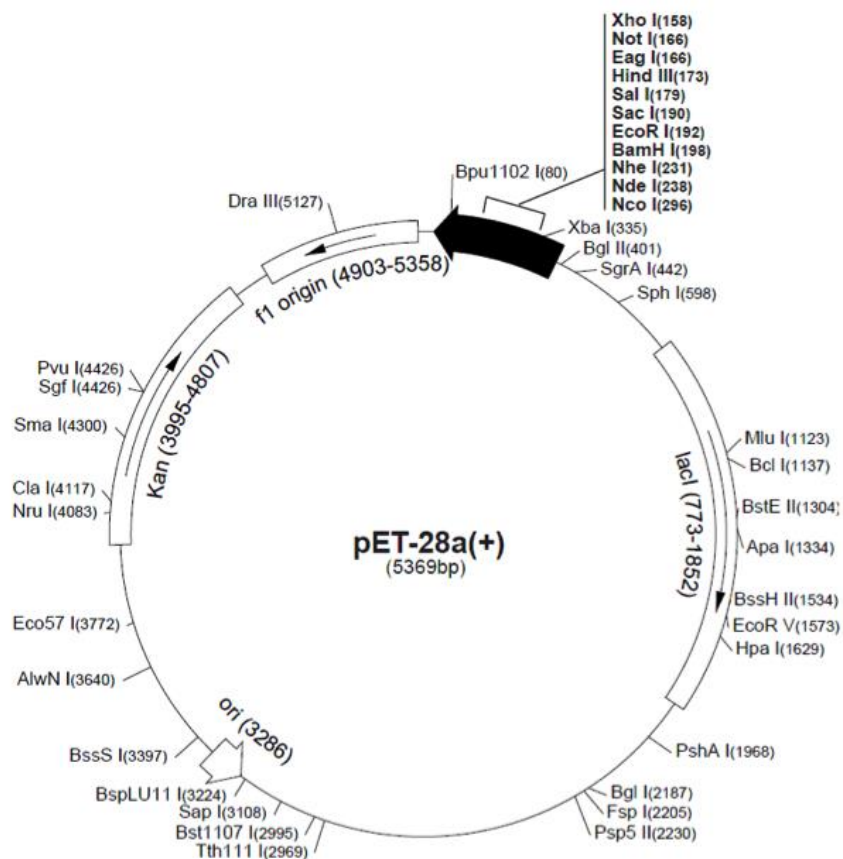 Xho I(158)
Not I(166)
Eag I(166)
Hind III(173)
Sal I(179)
Sac I(190)
EcoR I(192)
BamH I(198)
Nhe I(231)
Nde I(238)
Nco I(296)
Bpu1102 I(80)
Dra III(5127)
Xba I(335)
Bgl II(401)
SgrA I(442)
Sph I(598)
f1 origin (4903-5358)
Pvu I(4426)
Sgf I(4426)
Sma I(4300)
Kan (3995-4807)
Cla I(4117)
Nru I(4083)
Mlu I(1123)
Bcl I(1137)
BstE II(1304)
Apa I(1334)
lacI (773-1852)
pET-28a(+)
(5369bp)
BssH II(1534)
EcoR V(1573)
Hpa I(1629)
Eco57 I(3772)
AlwN I(3640)
ori (3286)
BssS I(3397)
PshA I(1968)
BspLU11 I(3224)
Sap I(3108)
Bst1107 I(2995)
Tth111 I(2969)
Bgl I(2187)
Fsp I(2205)
Psp5 II(2230)